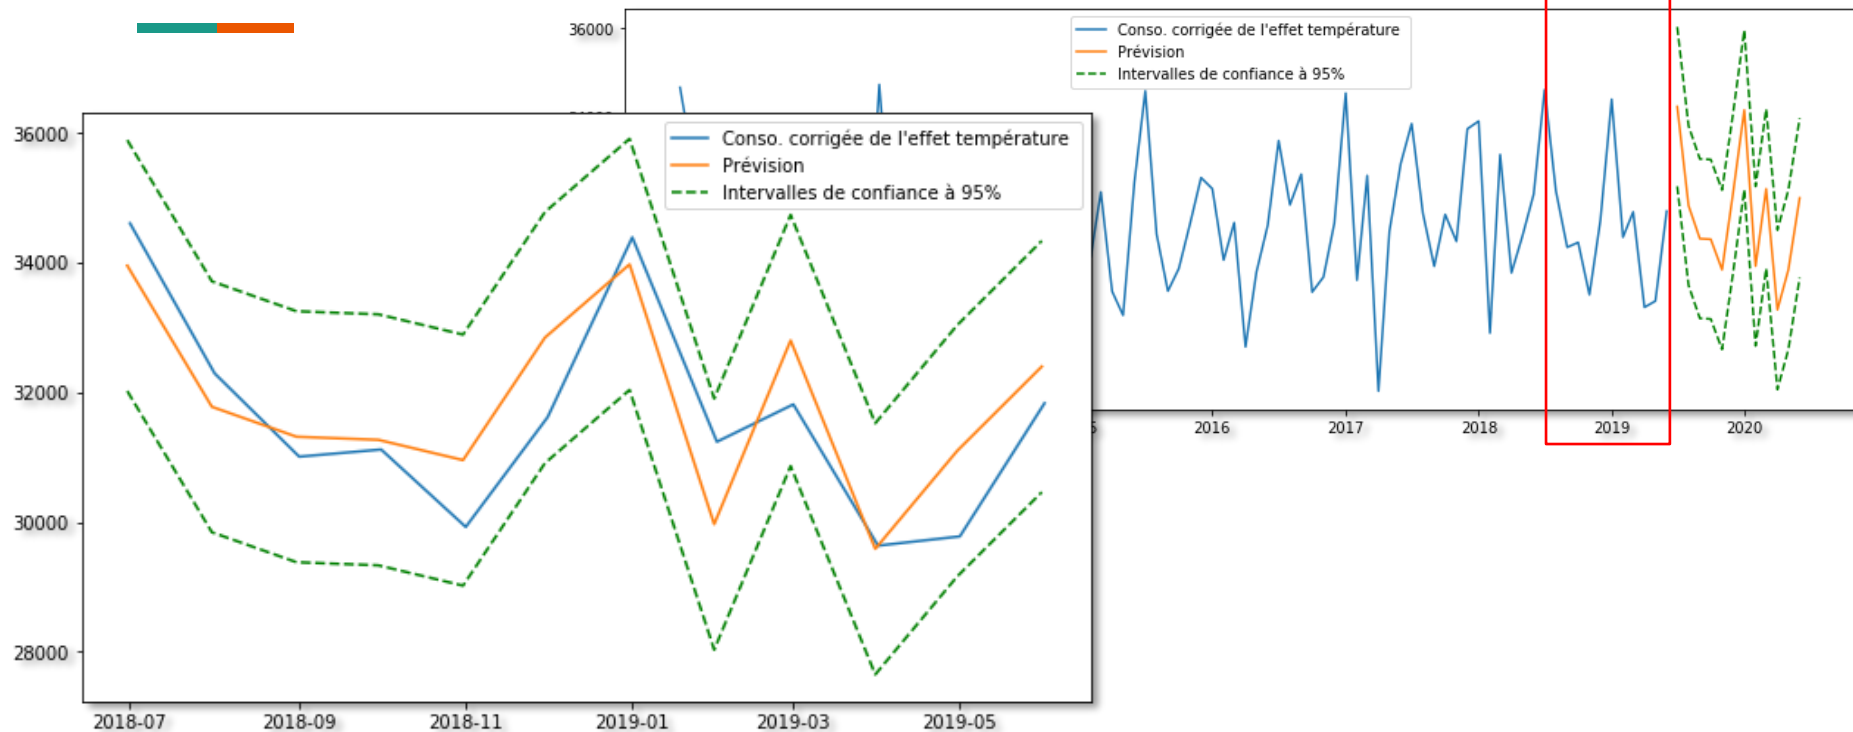 36000
Conso. corrigée de l'effet température
Prévision
Intervalles de confiance à 95%
2016
2017
2018
2019
2020
36000
34000
32000
30000
28000
Conso. corrigée de l'effet température
Prévision
Intervalles de confiance à 95%
2018-07
2018-09
2018-11
2019-01
2019-03
2019-05